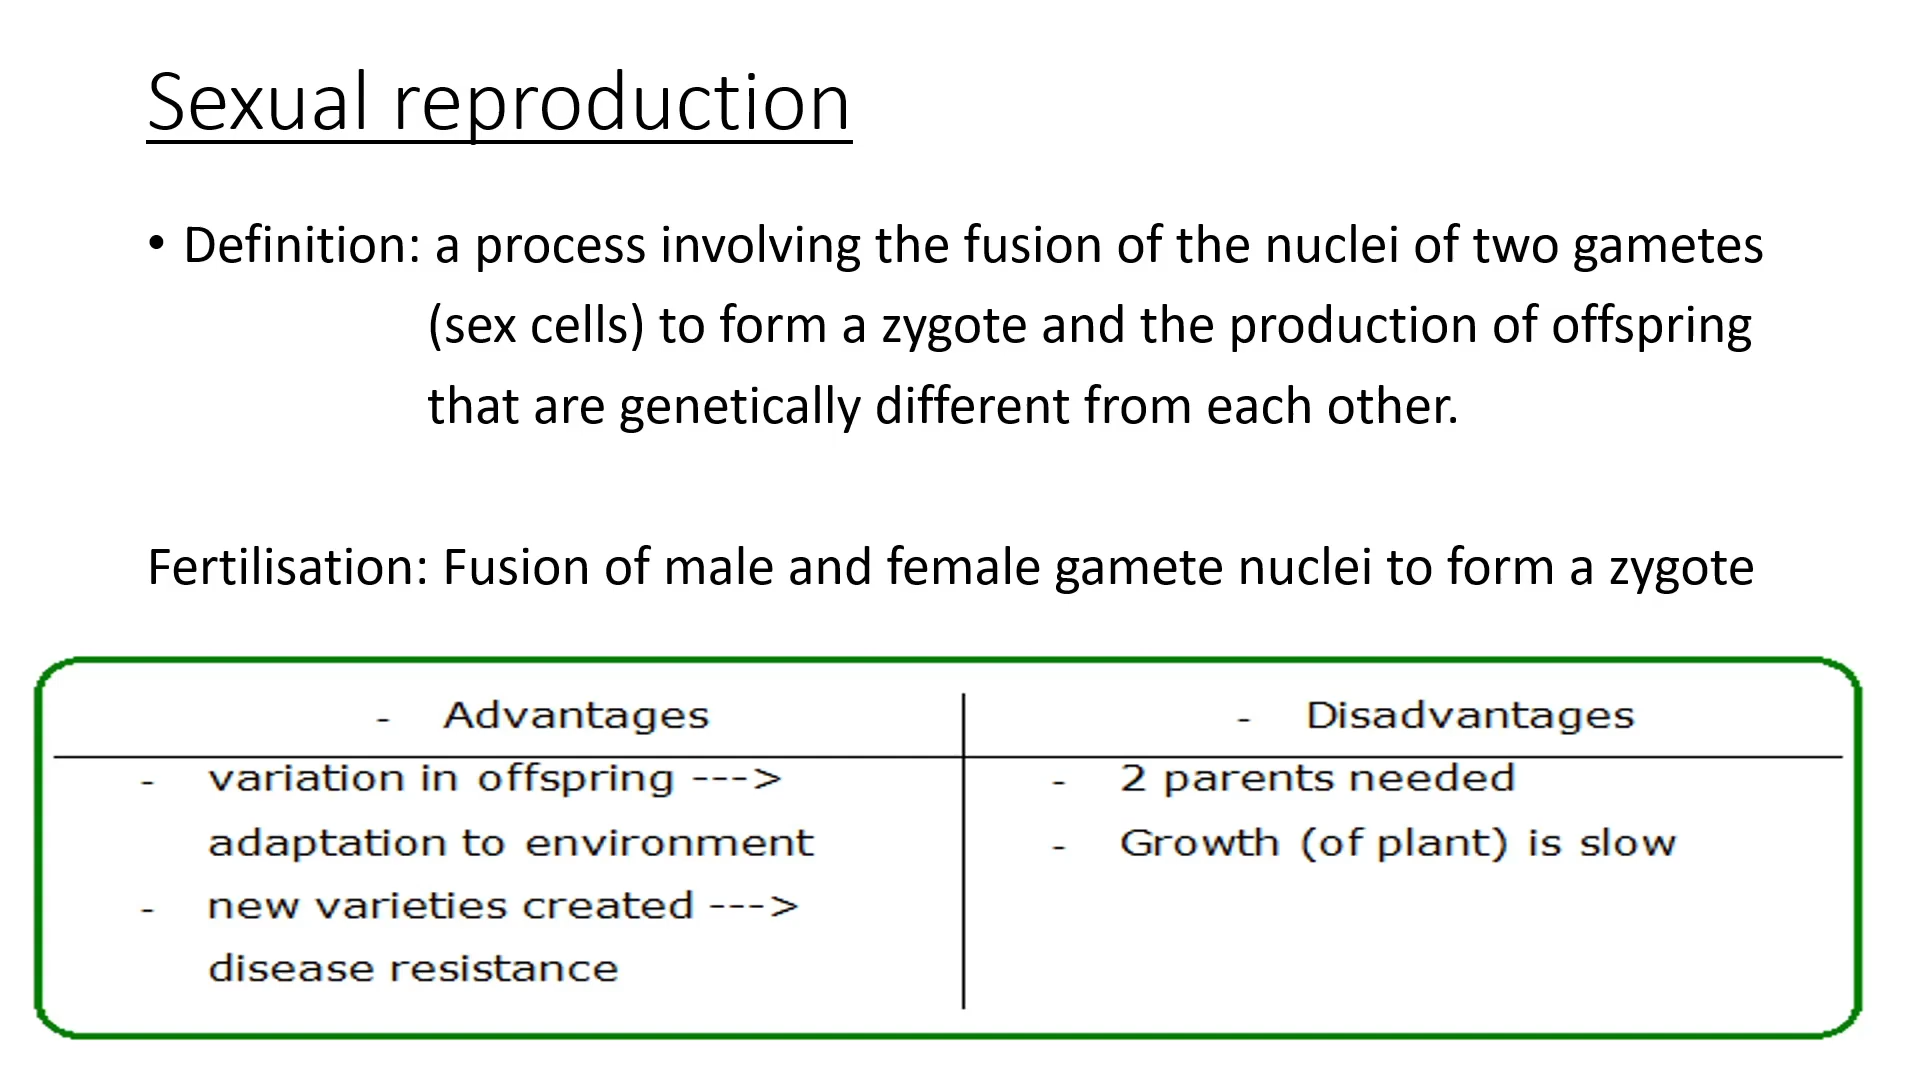 Sexual reproduction
• Definition: a process involving the fusion of the nuclei of two gametes
(sex cells) to form a zygote and the production of offspring
that are genetically different from each other.
Fertilisation: Fusion of male and female gamete nuclei to form a zygote
- Advantages
- variation in offspring --->
adaptation to environment
- new varieties created --->
disease resistance
- Disadvantages
- 2 parents needed
- Growth (of plant) is slow